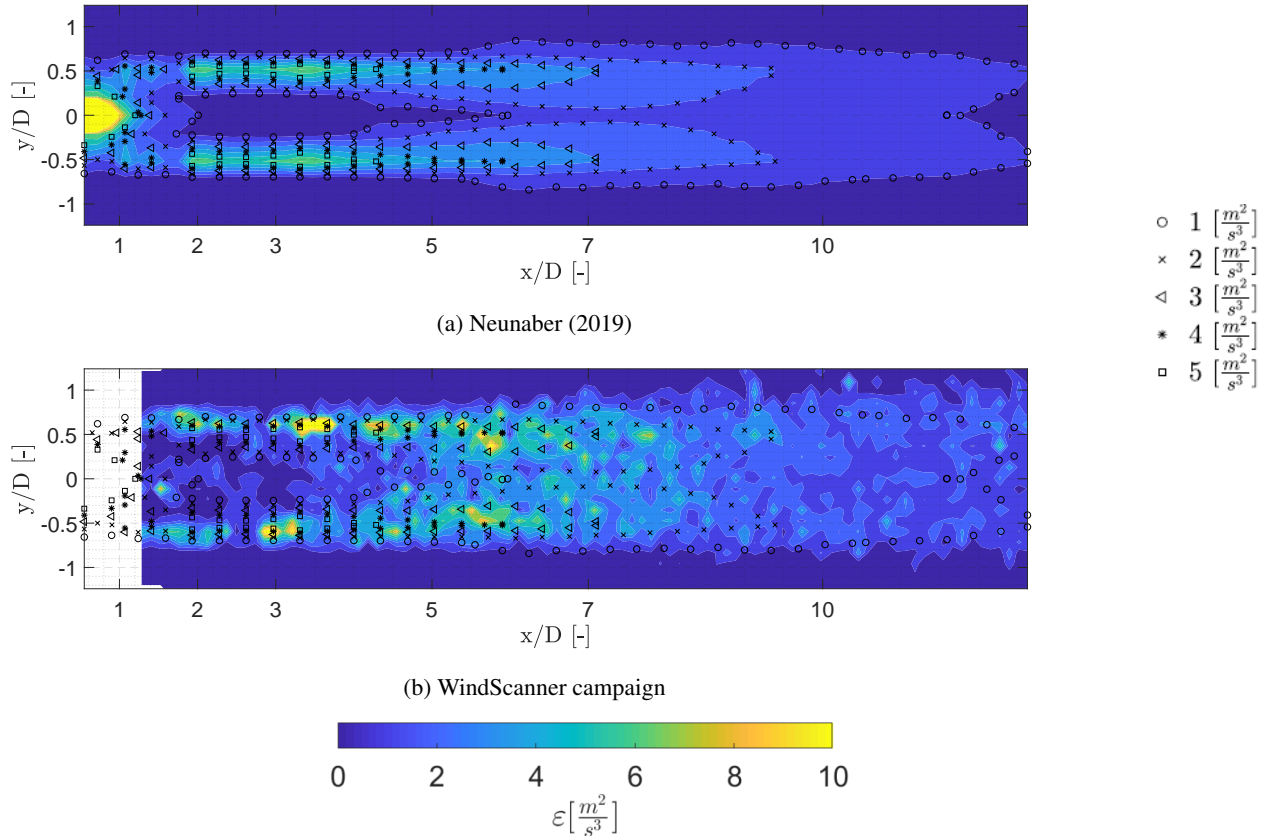 1
0.5
0
-0.5
-1
y/D [-]
1 2 3 5 7 10
x/D [-]
(a) Neunaber (2019)
○ 1 [m²/s³]
× 2 [m²/s³]
◁ 3 [m²/s³]
* 4 [m²/s³]
□ 5 [m²/s³]
1
0.5
0
-0.5
-1
y/D [-]
1 2 3 5 7 10
x/D [-]
(b) WindScanner campaign
0 2 4 6 8 10
ε[m²/s³]